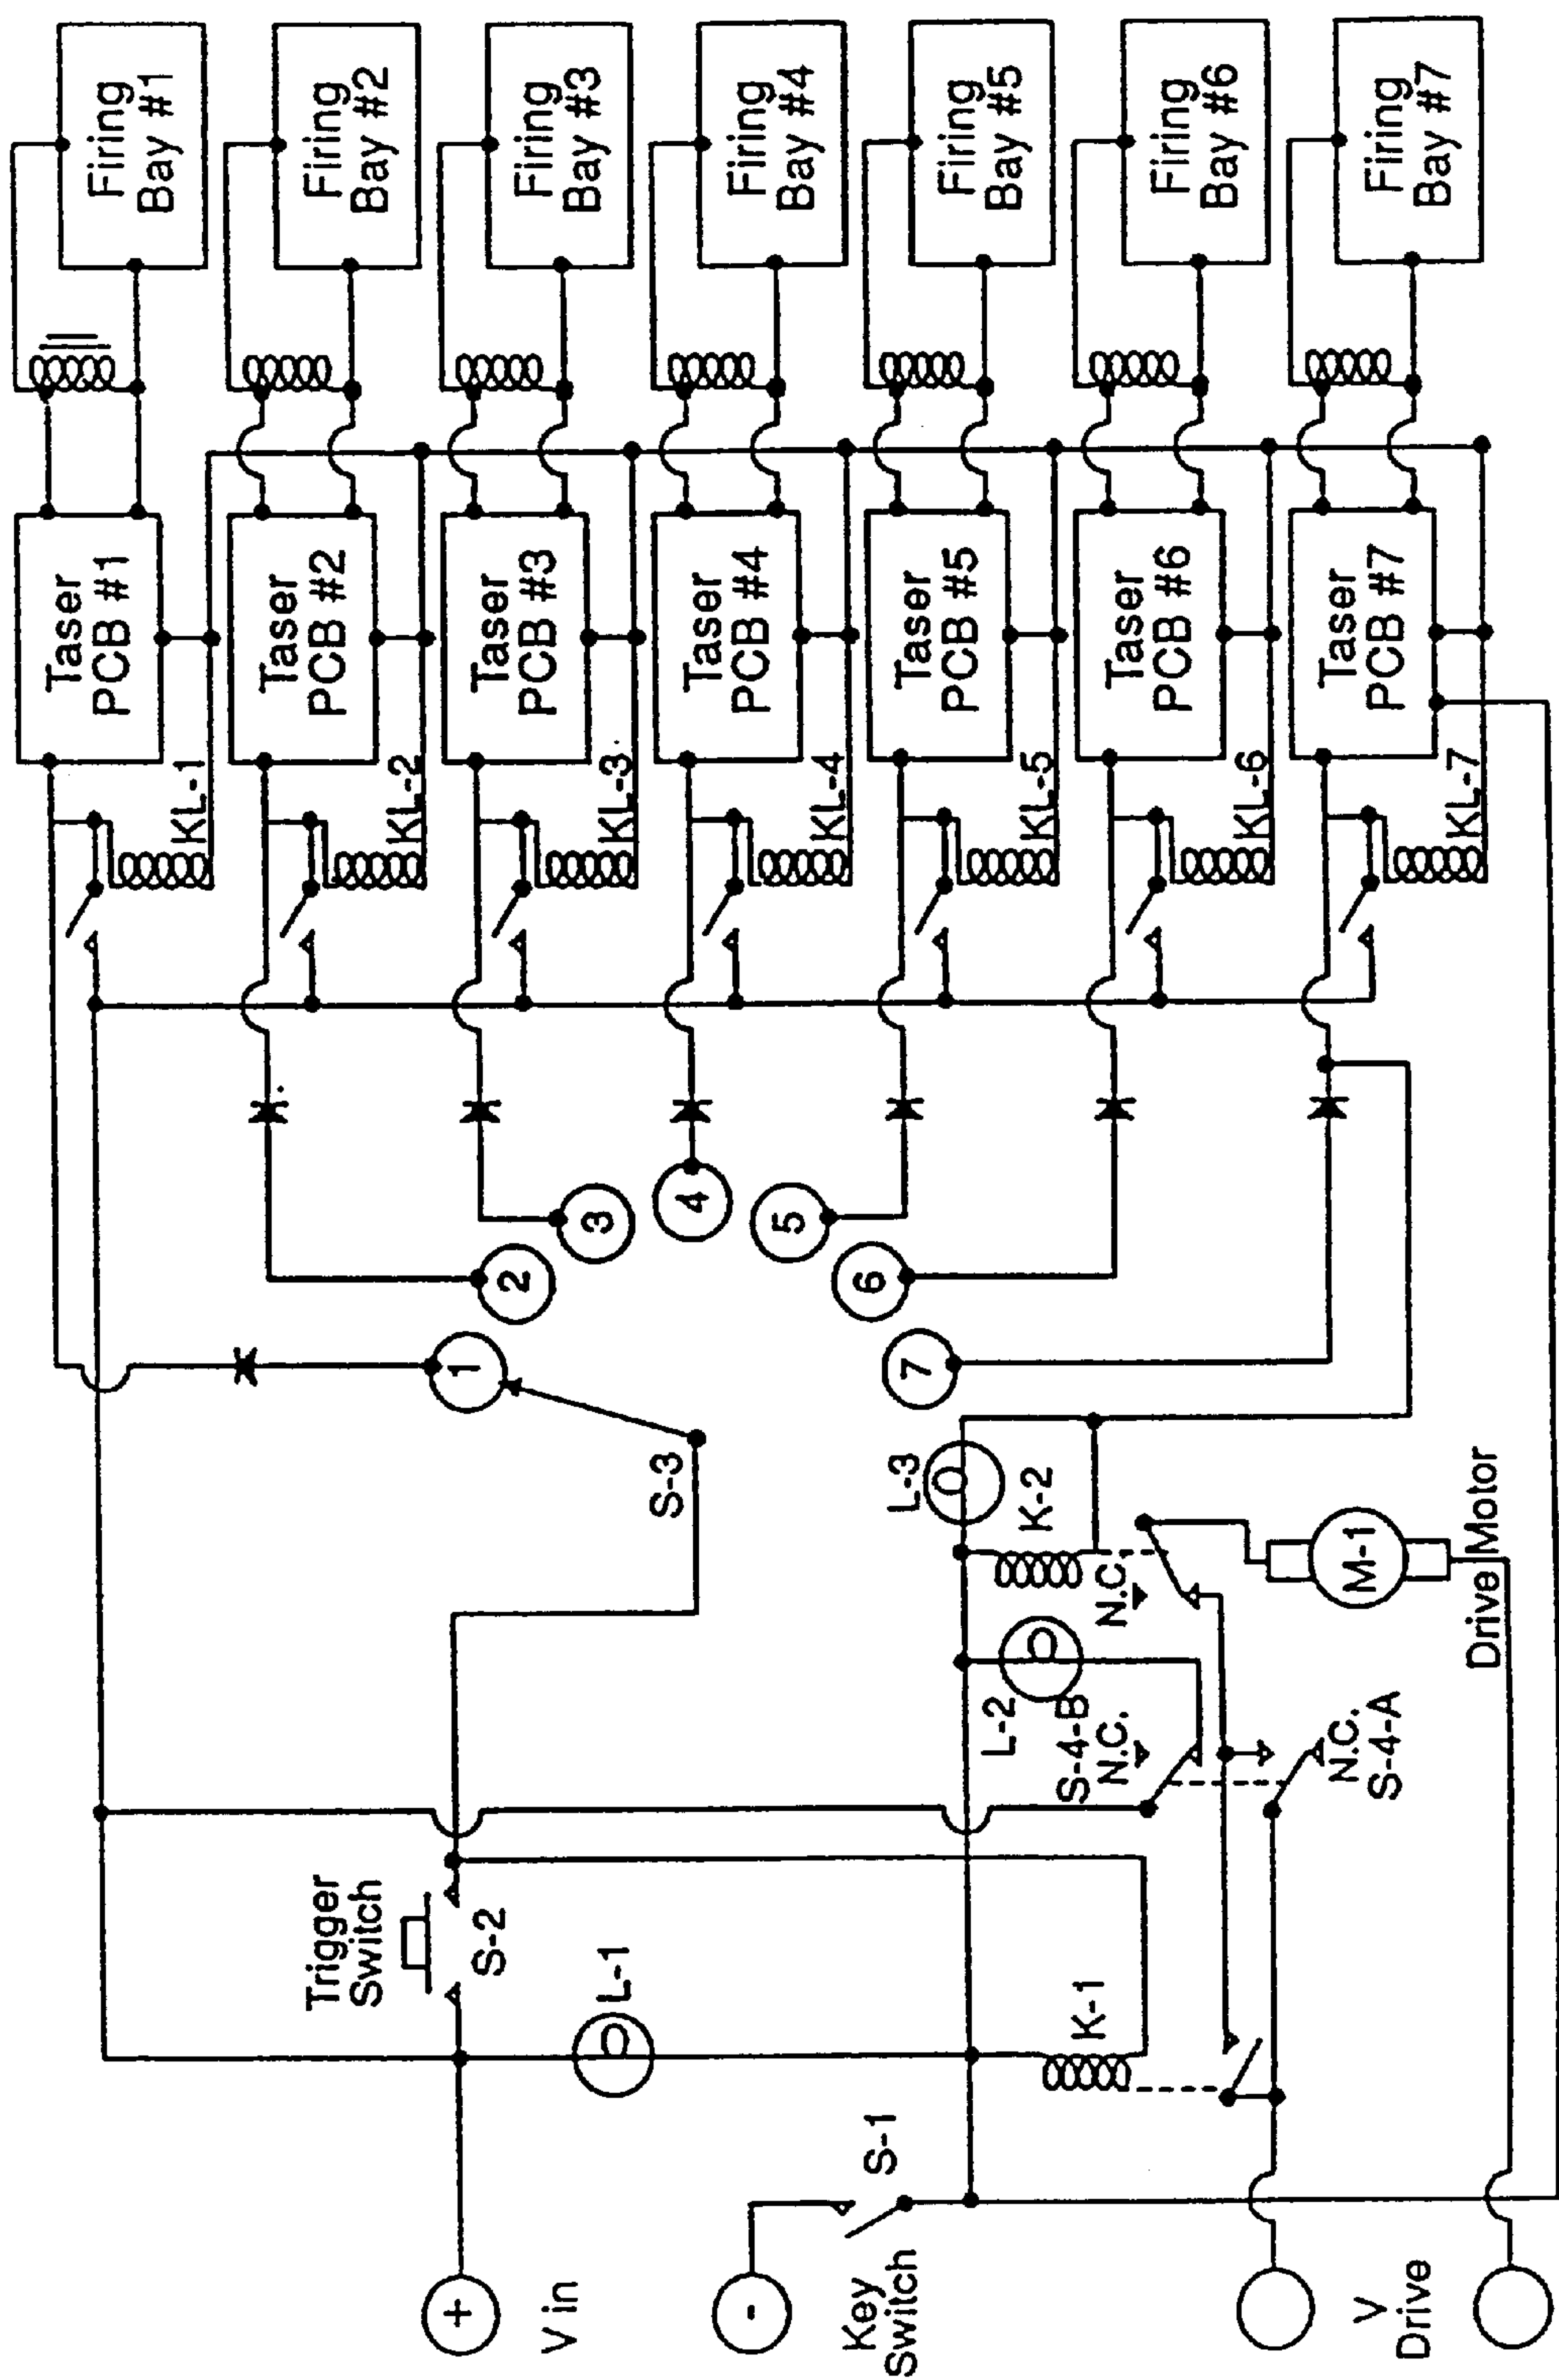 Firing
Bay #1
Firing
Bay #2
Firing
Bay #3
Firing
Bay #4
Firing
Bay #5
Firing
Bay #6
Firing
Bay #7
Taser
PCB #1
Taser
PCB #2
Taser
PCB #3
Taser
PCB #4
Taser
PCB #5
Taser
PCB #6
Taser
PCB #7
KL-1
KL-2
KL-3
KL-4
KL-5
KL-6
KL-7
1
2
3
4
5
6
7
S-3
L-3
K-2
N.C.
M-1
Drive Motor
L-2
S-4-B
N.C.
N.C.
S-4-A
Trigger
Switch
S-2
L-1
K-1
S-1
+
V in
-
Key
Switch
V
Drive